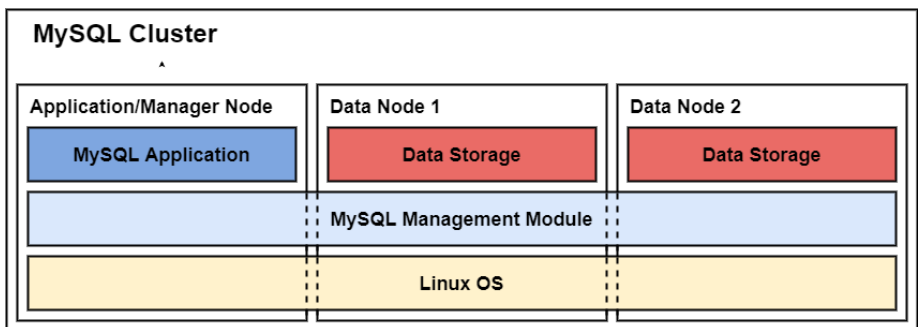 MySQL Cluster
Application/Manager Node
Data Node 1
Data Node 2
MySQL Application
Data Storage
Data Storage
MySQL Management Module
Linux OS